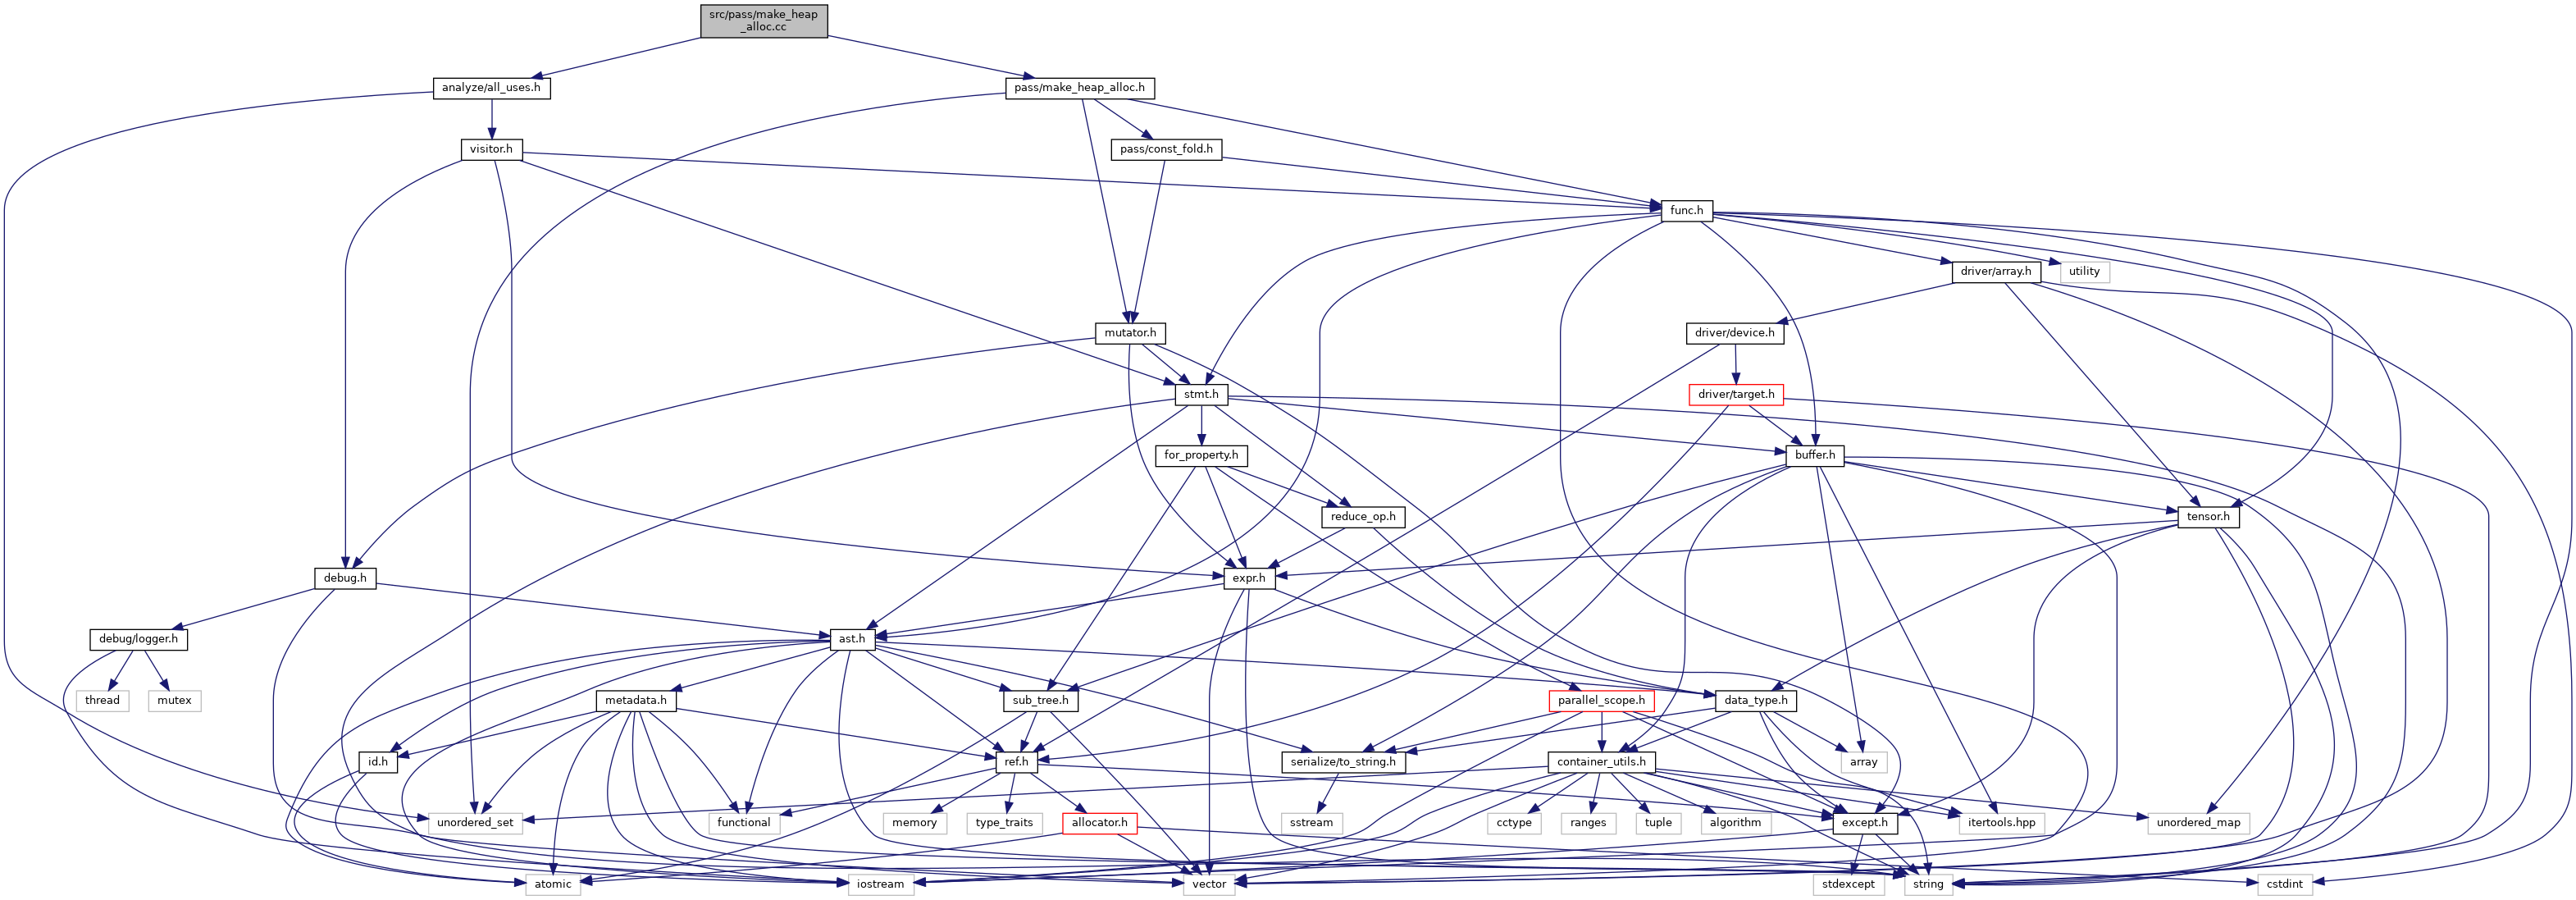 src/pass/make_heap
_alloc.cc
analyze/all_uses.h
pass/make_heap_alloc.h
visitor.h
pass/const_fold.h
func.h
driver/array.h
utility
mutator.h
driver/device.h
stmt.h
driver/target.h
for_property.h
buffer.h
reduce_op.h
tensor.h
debug.h
expr.h
debug/logger.h
ast.h
thread
mutex
metadata.h
sub_tree.h
parallel_scope.h
data_type.h
id.h
ref.h
serialize/to_string.h
container_utils.h
array
unordered_set
functional
memory
type_traits
allocator.h
sstream
cctype
ranges
tuple
algorithm
except.h
itertools.hpp
unordered_map
atomic
iostream
vector
stdexcept
string
cstdint